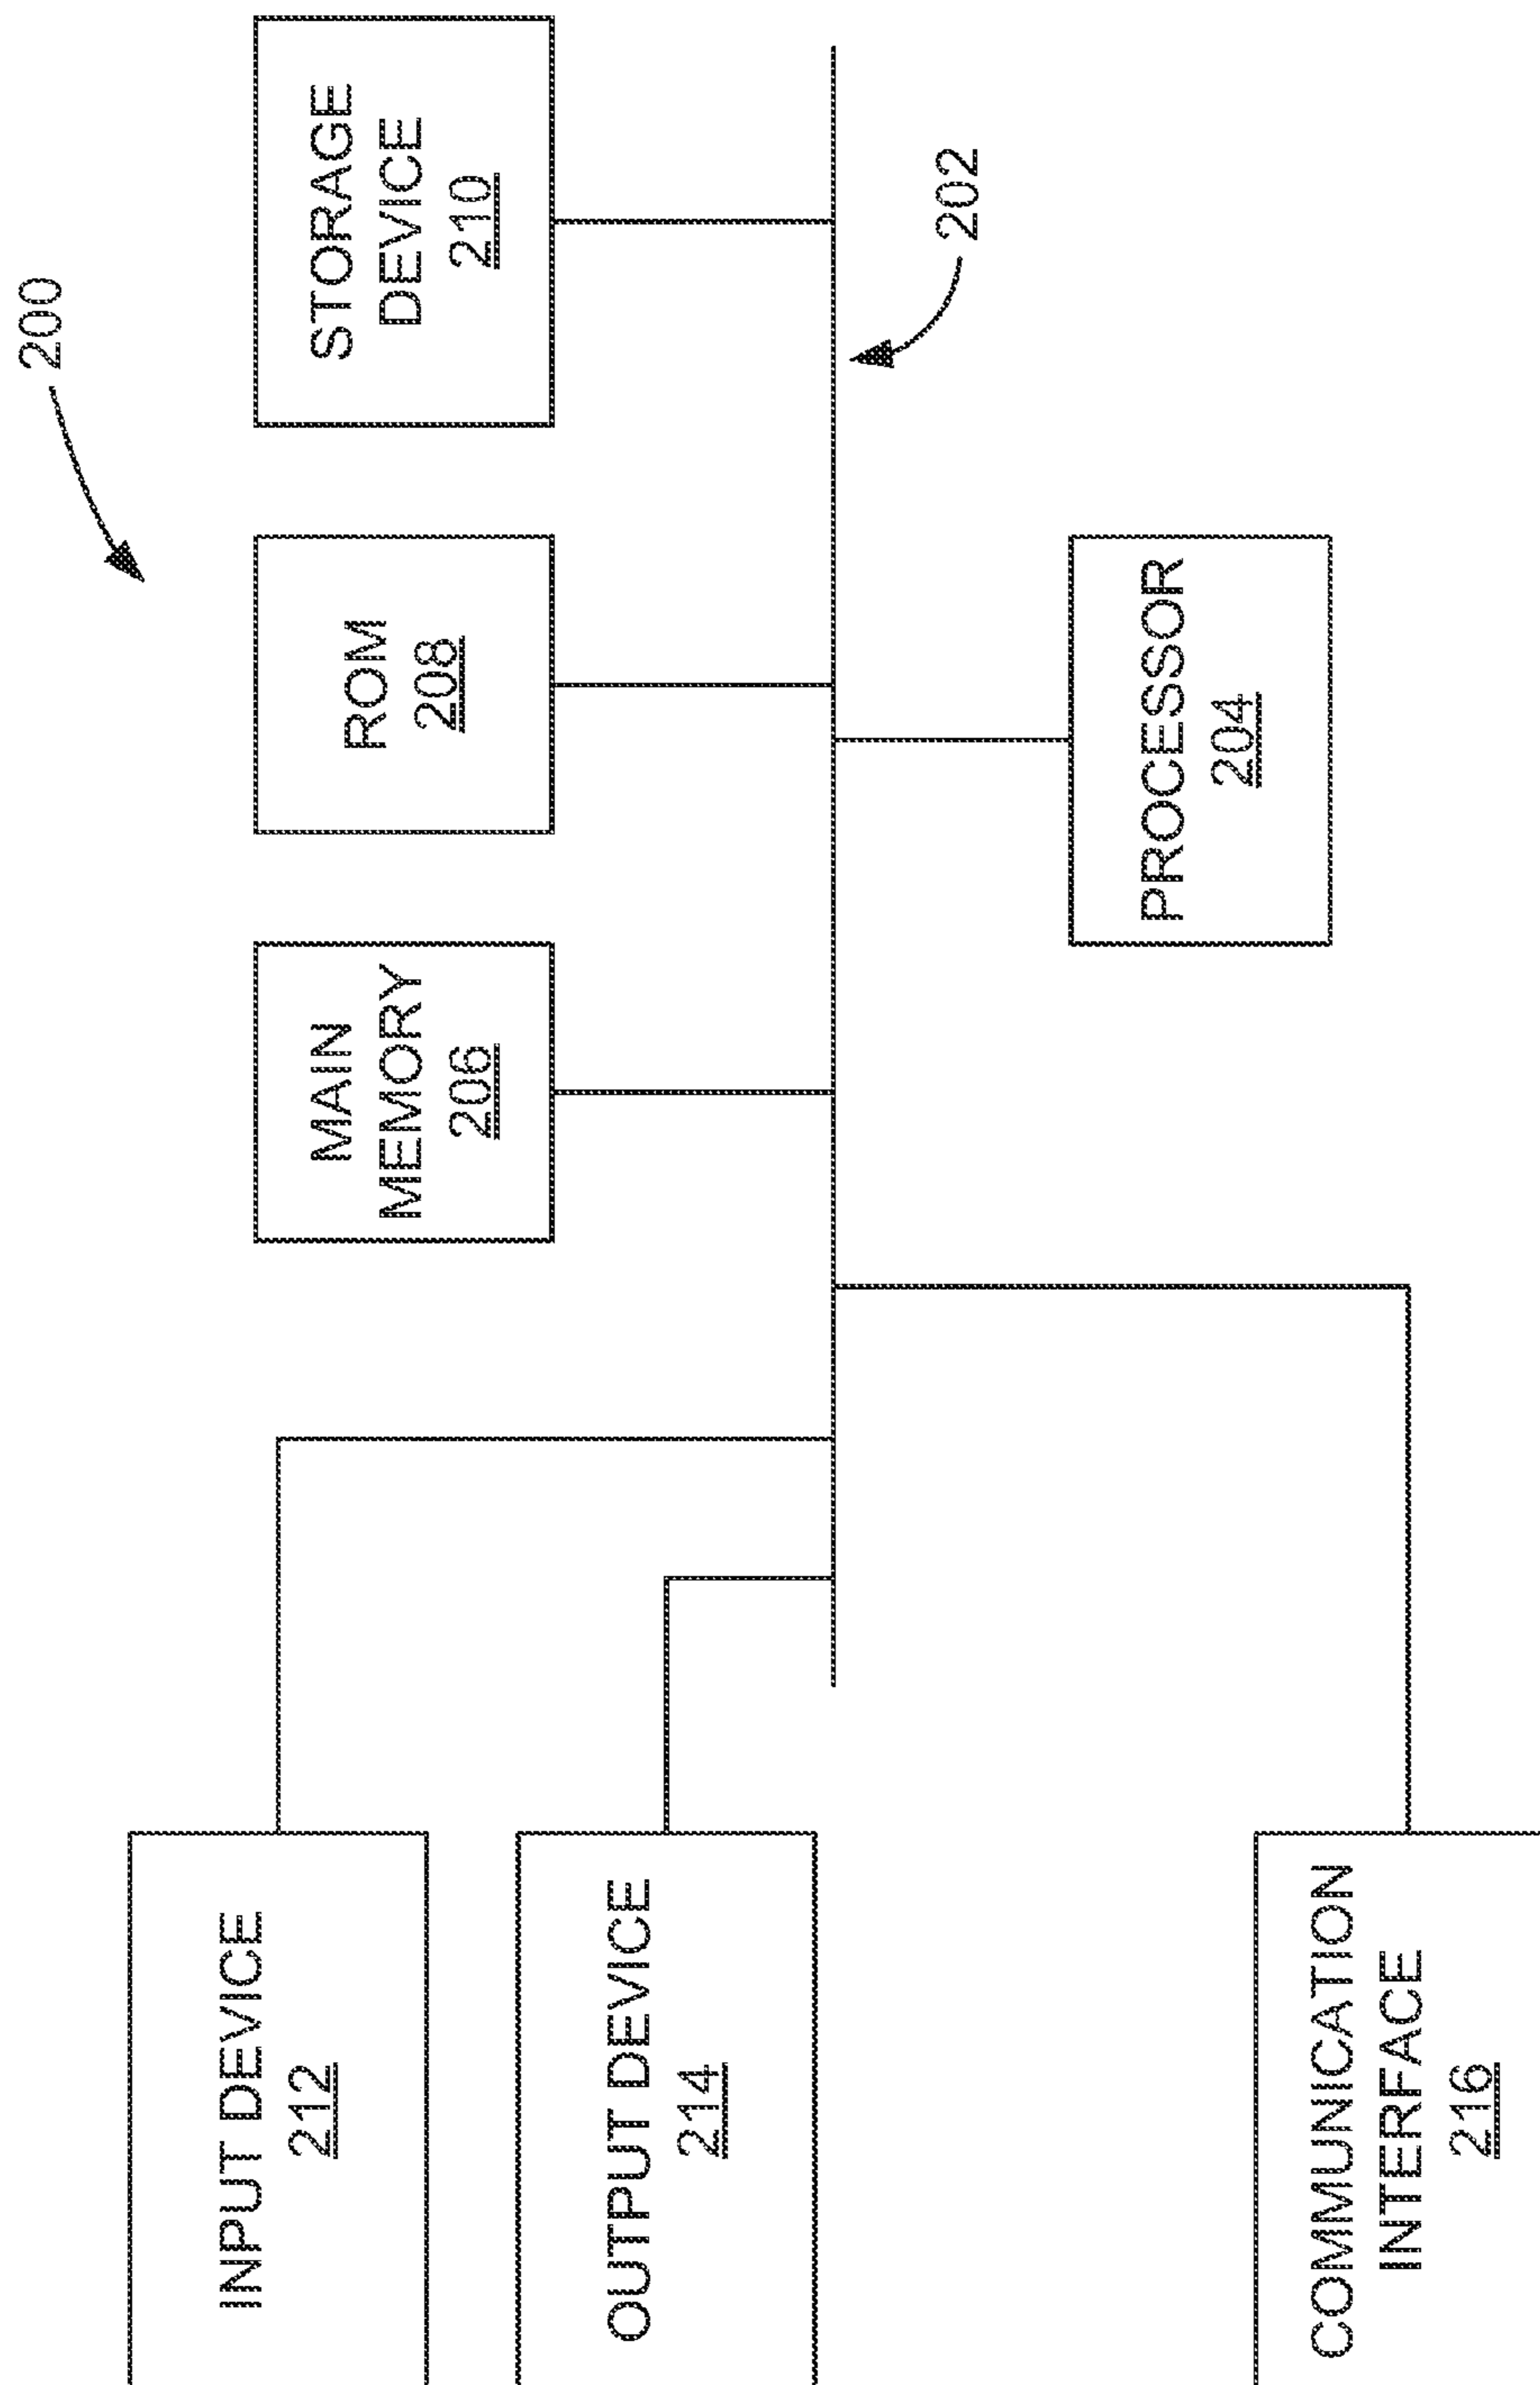 200
MAIN
MEMORY
206
ROM
208
STORAGE
DEVICE
210
INPUT DEVICE
212
OUTPUT DEVICE
214
202
PROCESSOR
204
COMMUNICATION
INTERFACE
216